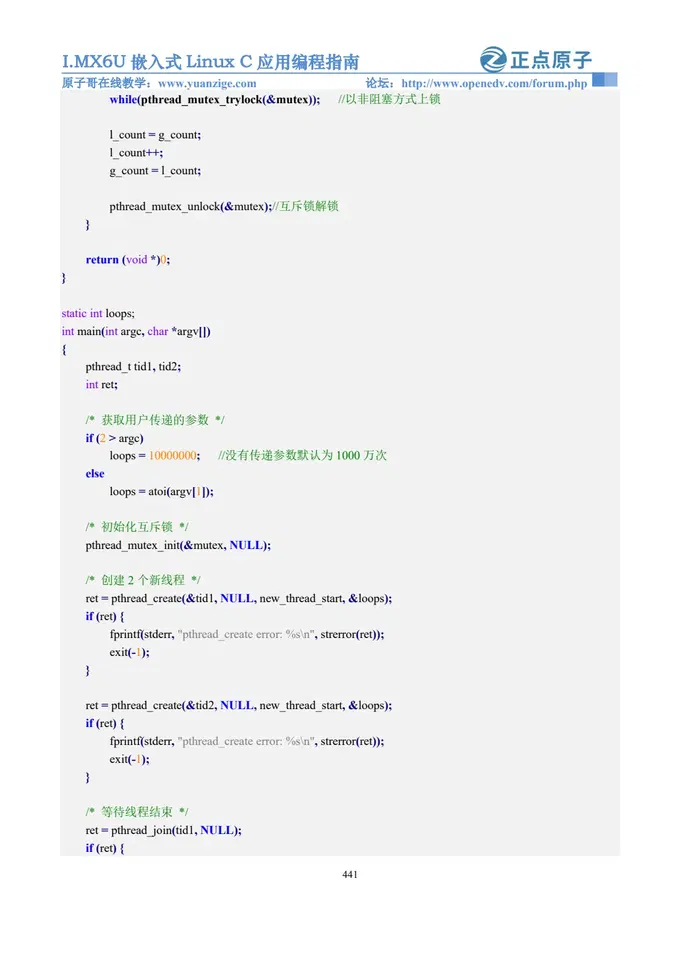 I.MX6U 嵌入式 Linux C 应用编程指南
正点原子
原子哥在线教学：www.yuanzige.com 论坛：http://www.openedv.com/forum.php
while(pthread_mutex_trylock(&mutex)); //以非阻塞方式上锁
l_count = g_count;
l_count++;
g_count = l_count;
pthread_mutex_unlock(&mutex);//互斥锁解锁
}
return (void *)0;
}
static int loops;
int main(int argc, char *argv[])
{
pthread_t tid1, tid2;
int ret;
/* 获取用户传递的参数 */
if (2 > argc)
loops = 10000000; //没有传递参数默认为 1000 万次
else
loops = atoi(argv[1]);
/* 初始化互斥锁 */
pthread_mutex_init(&mutex, NULL);
/* 创建 2 个新线程 */
ret = pthread_create(&tid1, NULL, new_thread_start, &loops);
if (ret) {
fprintf(stderr, "pthread_create error: %s\n", strerror(ret));
exit(-1);
}
ret = pthread_create(&tid2, NULL, new_thread_start, &loops);
if (ret) {
fprintf(stderr, "pthread_create error: %s\n", strerror(ret));
exit(-1);
}
/* 等待线程结束 */
ret = pthread_join(tid1, NULL);
if (ret) {
441